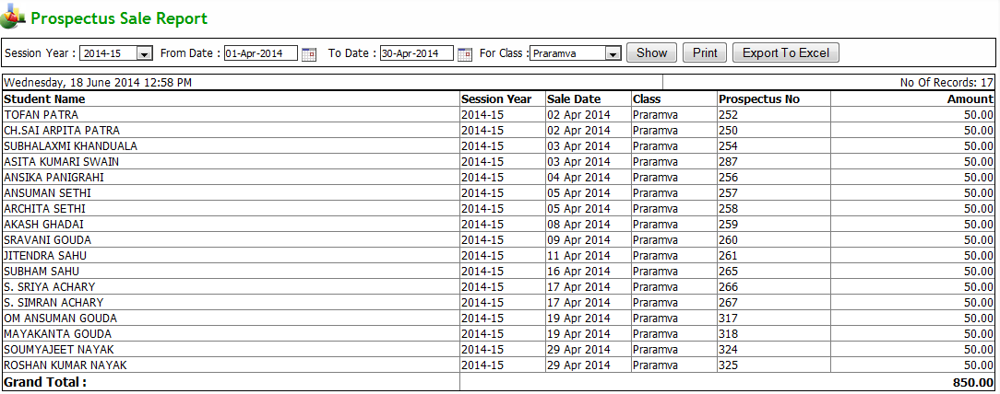 Prospectus Sale Report
Session Year : 2014-15 From Date : 01-Apr-2014 To Date : 30-Apr-2014 For Class : Praramva Show Print Export To Excel
Wednesday, 18 June 2014 12:58 PM No Of Records: 17
Student Name Session Year Sale Date Class Prospectus No Amount
TOFAN PATRA 2014-15 02 Apr 2014 Praramva 252 50.00
CH.SAI ARPITA PATRA 2014-15 02 Apr 2014 Praramva 250 50.00
SUBHALAXMI KHANDUALA 2014-15 03 Apr 2014 Praramva 254 50.00
ASITA KUMARI SWAIN 2014-15 03 Apr 2014 Praramva 287 50.00
ANSIKA PANIGRAHI 2014-15 04 Apr 2014 Praramva 256 50.00
ANSUMAN SETHI 2014-15 05 Apr 2014 Praramva 257 50.00
ARCHITA SETHI 2014-15 05 Apr 2014 Praramva 258 50.00
AKASH GHADAI 2014-15 08 Apr 2014 Praramva 259 50.00
SRAVANI GOUDA 2014-15 09 Apr 2014 Praramva 260 50.00
JITENDRA SAHU 2014-15 11 Apr 2014 Praramva 261 50.00
SUBHAM SAHU 2014-15 16 Apr 2014 Praramva 265 50.00
S. SRIYA ACHARY 2014-15 17 Apr 2014 Praramva 266 50.00
S. SIMRAN ACHARY 2014-15 17 Apr 2014 Praramva 267 50.00
OM ANSUMAN GOUDA 2014-15 19 Apr 2014 Praramva 317 50.00
MAYAKANTA GOUDA 2014-15 19 Apr 2014 Praramva 318 50.00
SOUMYAJEET NAYAK 2014-15 29 Apr 2014 Praramva 324 50.00
ROSHAN KUMAR NAYAK 2014-15 29 Apr 2014 Praramva 325 50.00
Grand Total : 850.00